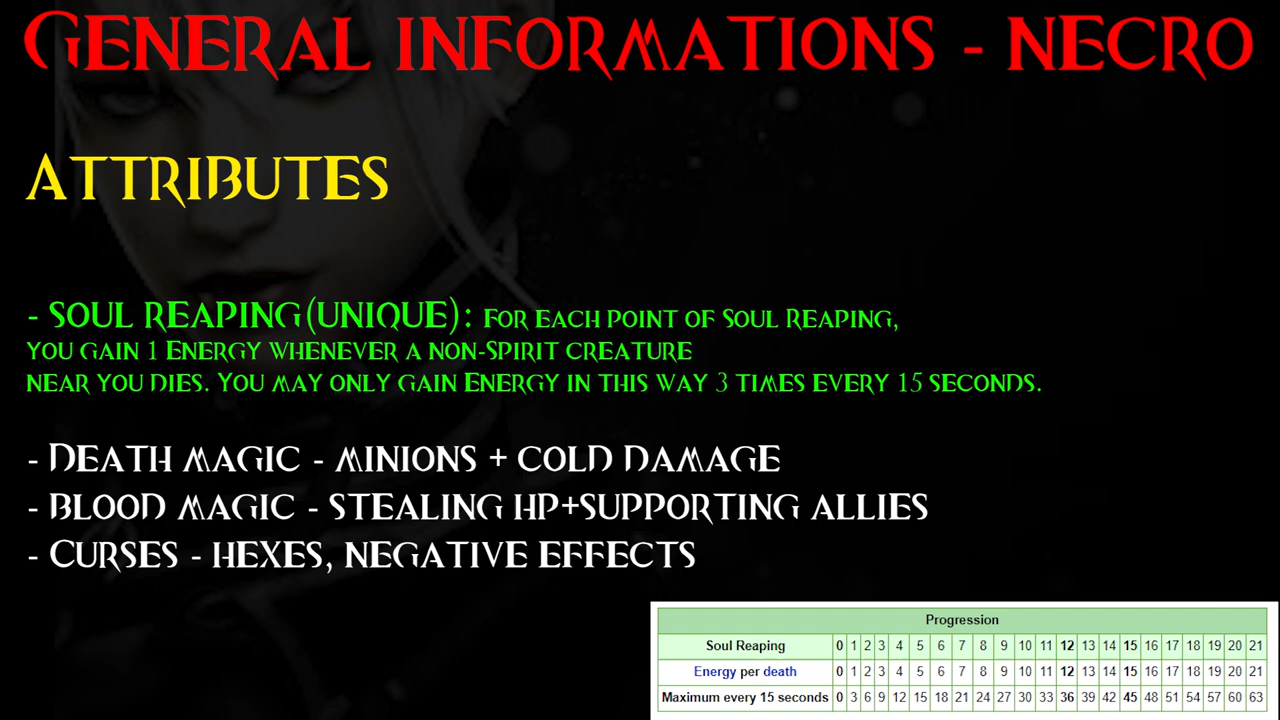 General informations - necro
Attributes
- Soul Reaping(unique): For each point of Soul Reaping,
you gain 1 Energy whenever a non-Spirit creature
near you dies. You may only gain Energy in this way 3 times every 15 seconds.
- Death magic - minions + cold damage
- Blood magic - stealing hp+supporting allies
- Curses - hexes, negative effects
Progression
Soul Reaping 0 1 2 3 4 5 6 7 8 9 10 11 12 13 14 15 16 17 18 19 20 21
Energy per death 0 1 2 3 4 5 6 7 8 9 10 11 12 13 14 15 16 17 18 19 20 21
Maximum every 15 seconds 0 3 6 9 12 15 18 21 24 27 30 33 36 39 42 45 48 51 54 57 60 63